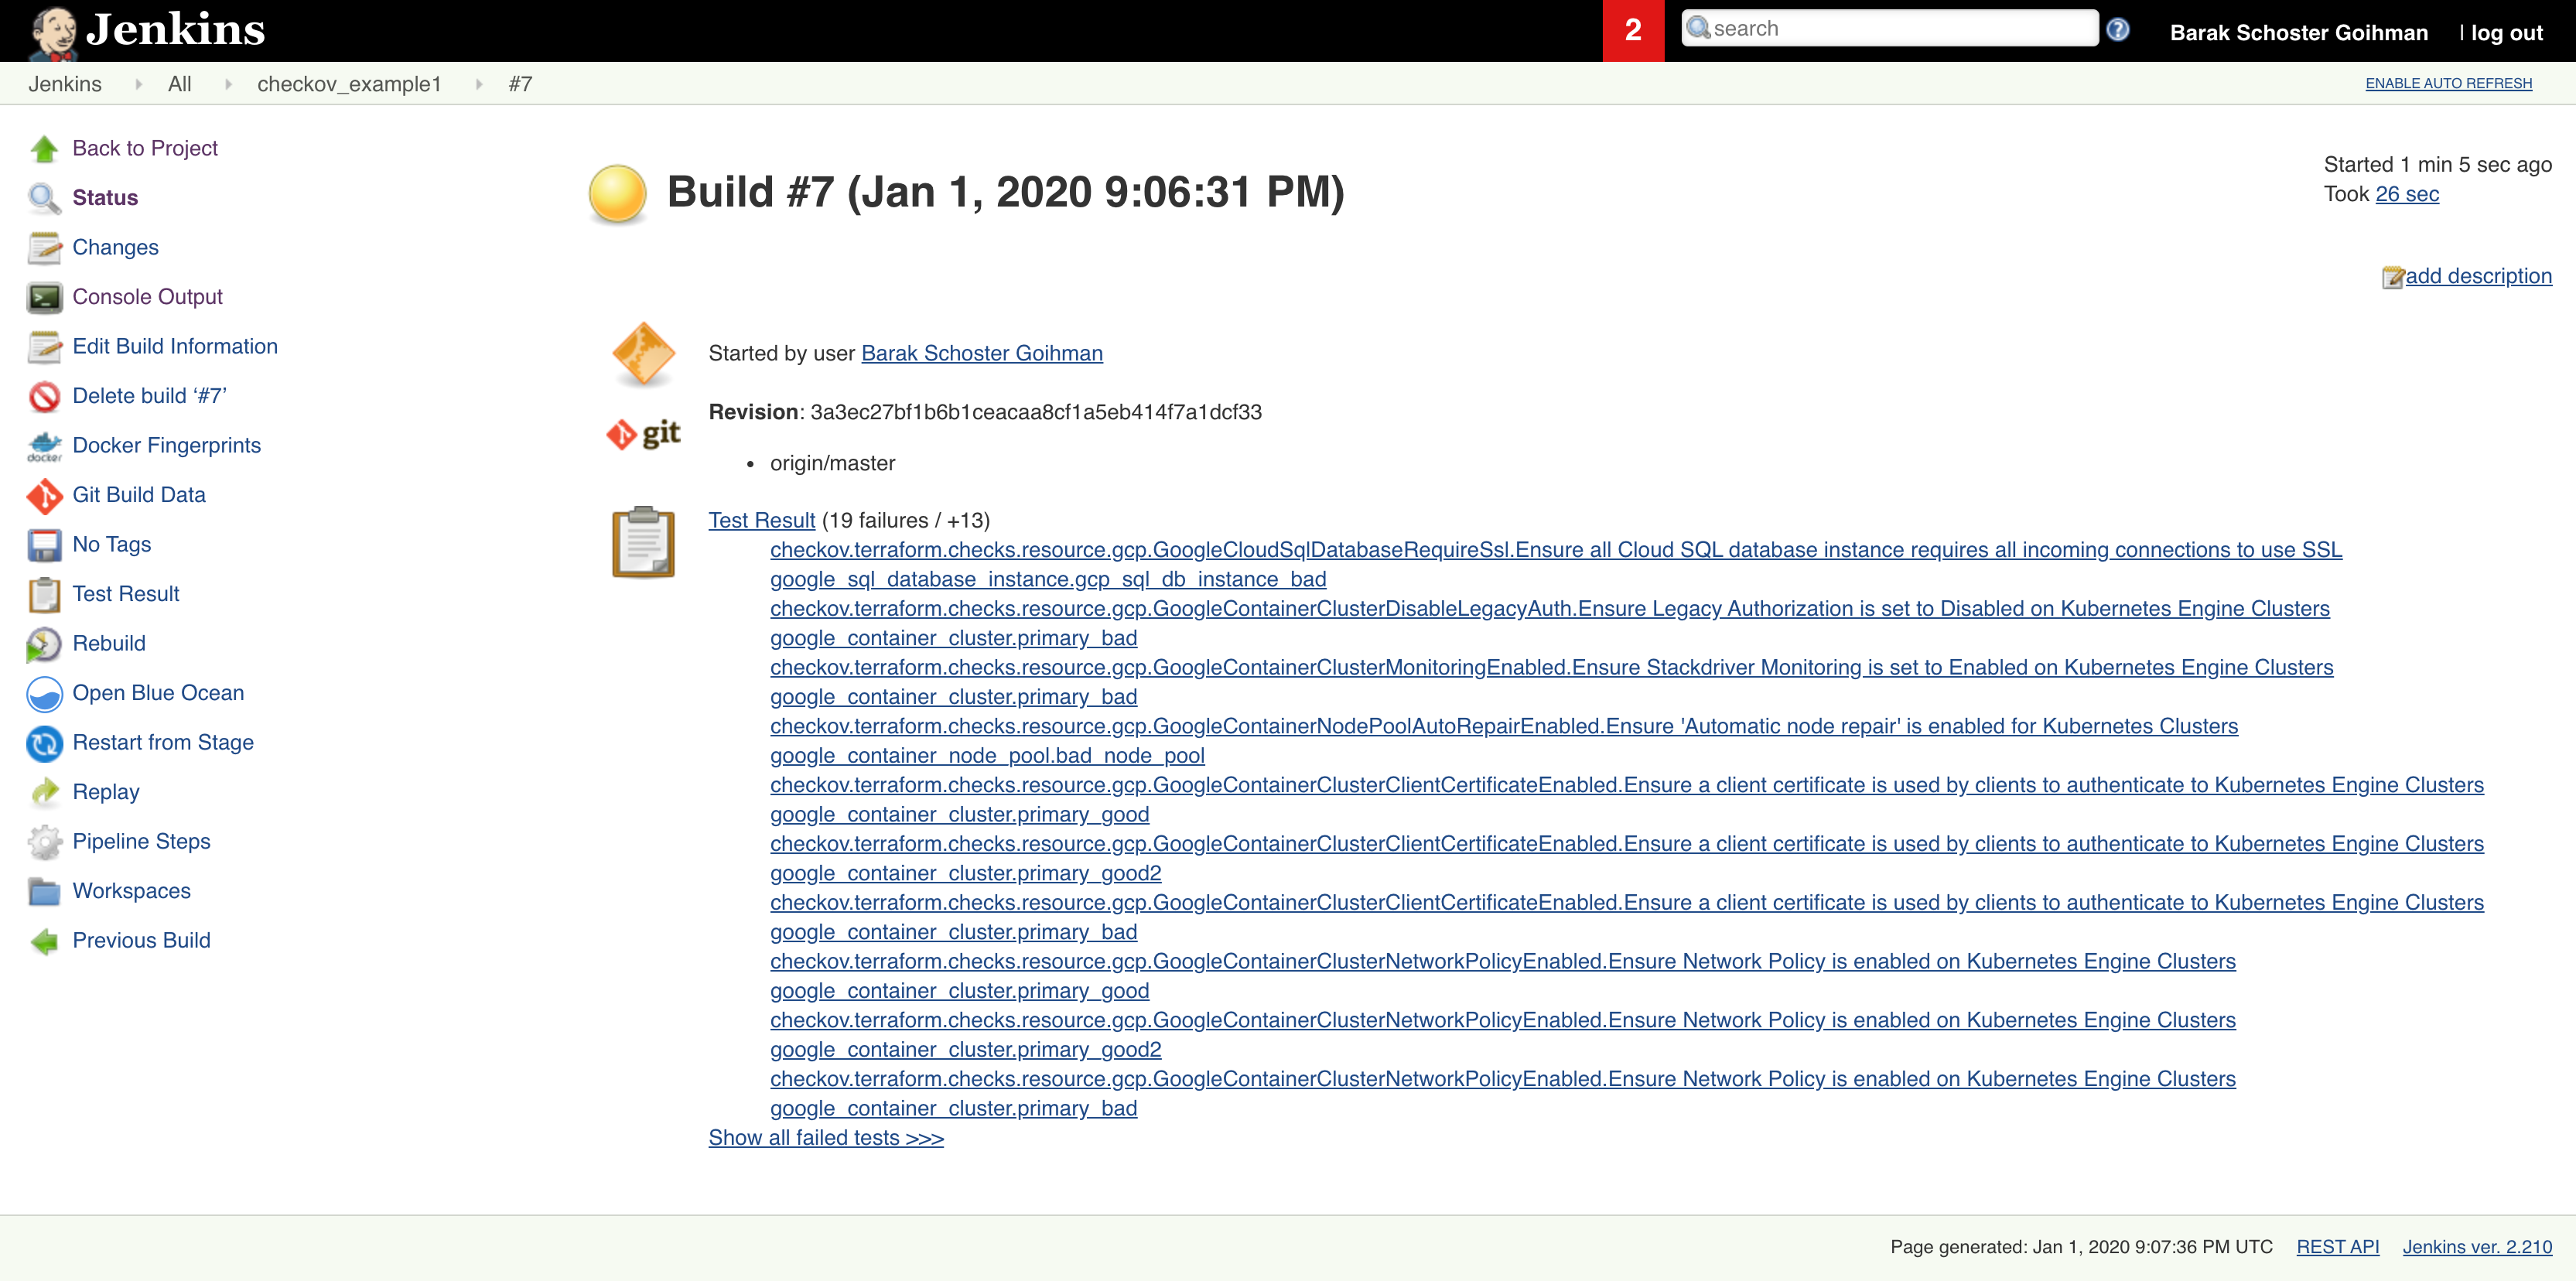 Jenkins
2
search
Barak Schoster Goihman
| log out
Jenkins All checkov_example1 #7
ENABLE AUTO REFRESH
Back to Project
Status
Changes
Console Output
Edit Build Information
Delete build ‘#7’
docker
Docker Fingerprints
Git Build Data
No Tags
Test Result
Rebuild
Open Blue Ocean
Restart from Stage
Replay
Pipeline Steps
Workspaces
Previous Build
Build #7 (Jan 1, 2020 9:06:31 PM)
Started 1 min 5 sec ago
Took 26 sec
add description
Started by user Barak Schoster Goihman
git
Revision: 3a3ec27bf1b6b1ceacaa8cf1a5eb414f7a1dcf33
• origin/master
Test Result (19 failures / +13)
checkov.terraform.checks.resource.gcp.GoogleCloudSqlDatabaseRequireSsl.Ensure all Cloud SQL database instance requires all incoming connections to use SSL
google_sql_database_instance.gcp_sql_db_instance_bad
checkov.terraform.checks.resource.gcp.GoogleContainerClusterDisableLegacyAuth.Ensure Legacy Authorization is set to Disabled on Kubernetes Engine Clusters
google_container_cluster.primary_bad
checkov.terraform.checks.resource.gcp.GoogleContainerClusterMonitoringEnabled.Ensure Stackdriver Monitoring is set to Enabled on Kubernetes Engine Clusters
google_container_cluster.primary_bad
checkov.terraform.checks.resource.gcp.GoogleContainerNodePoolAutoRepairEnabled.Ensure 'Automatic node repair' is enabled for Kubernetes Clusters
google_container_node_pool.bad_node_pool
checkov.terraform.checks.resource.gcp.GoogleContainerClusterClientCertificateEnabled.Ensure a client certificate is used by clients to authenticate to Kubernetes Engine Clusters
google_container_cluster.primary_good
checkov.terraform.checks.resource.gcp.GoogleContainerClusterClientCertificateEnabled.Ensure a client certificate is used by clients to authenticate to Kubernetes Engine Clusters
google_container_cluster.primary_good2
checkov.terraform.checks.resource.gcp.GoogleContainerClusterClientCertificateEnabled.Ensure a client certificate is used by clients to authenticate to Kubernetes Engine Clusters
google_container_cluster.primary_bad
checkov.terraform.checks.resource.gcp.GoogleContainerClusterNetworkPolicyEnabled.Ensure Network Policy is enabled on Kubernetes Engine Clusters
google_container_cluster.primary_good
checkov.terraform.checks.resource.gcp.GoogleContainerClusterNetworkPolicyEnabled.Ensure Network Policy is enabled on Kubernetes Engine Clusters
google_container_cluster.primary_good2
checkov.terraform.checks.resource.gcp.GoogleContainerClusterNetworkPolicyEnabled.Ensure Network Policy is enabled on Kubernetes Engine Clusters
google_container_cluster.primary_bad
Show all failed tests >>>
Page generated: Jan 1, 2020 9:07:36 PM UTC REST API Jenkins ver. 2.210